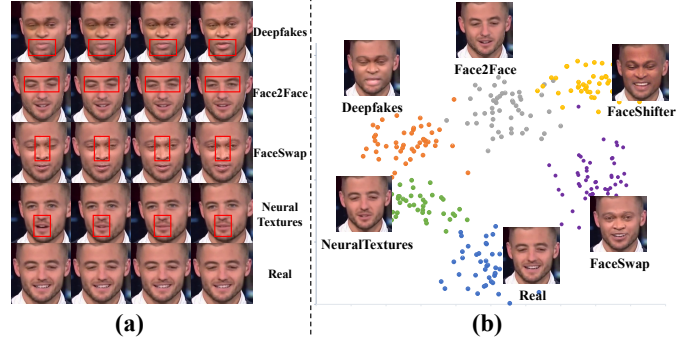 Deepfakes
Face2Face
FaceSwap
Neural
Textures
Real
(a)
Face2Face
Deepfakes
FaceShifter
NeuralTextures
FaceSwap
Real
(b)